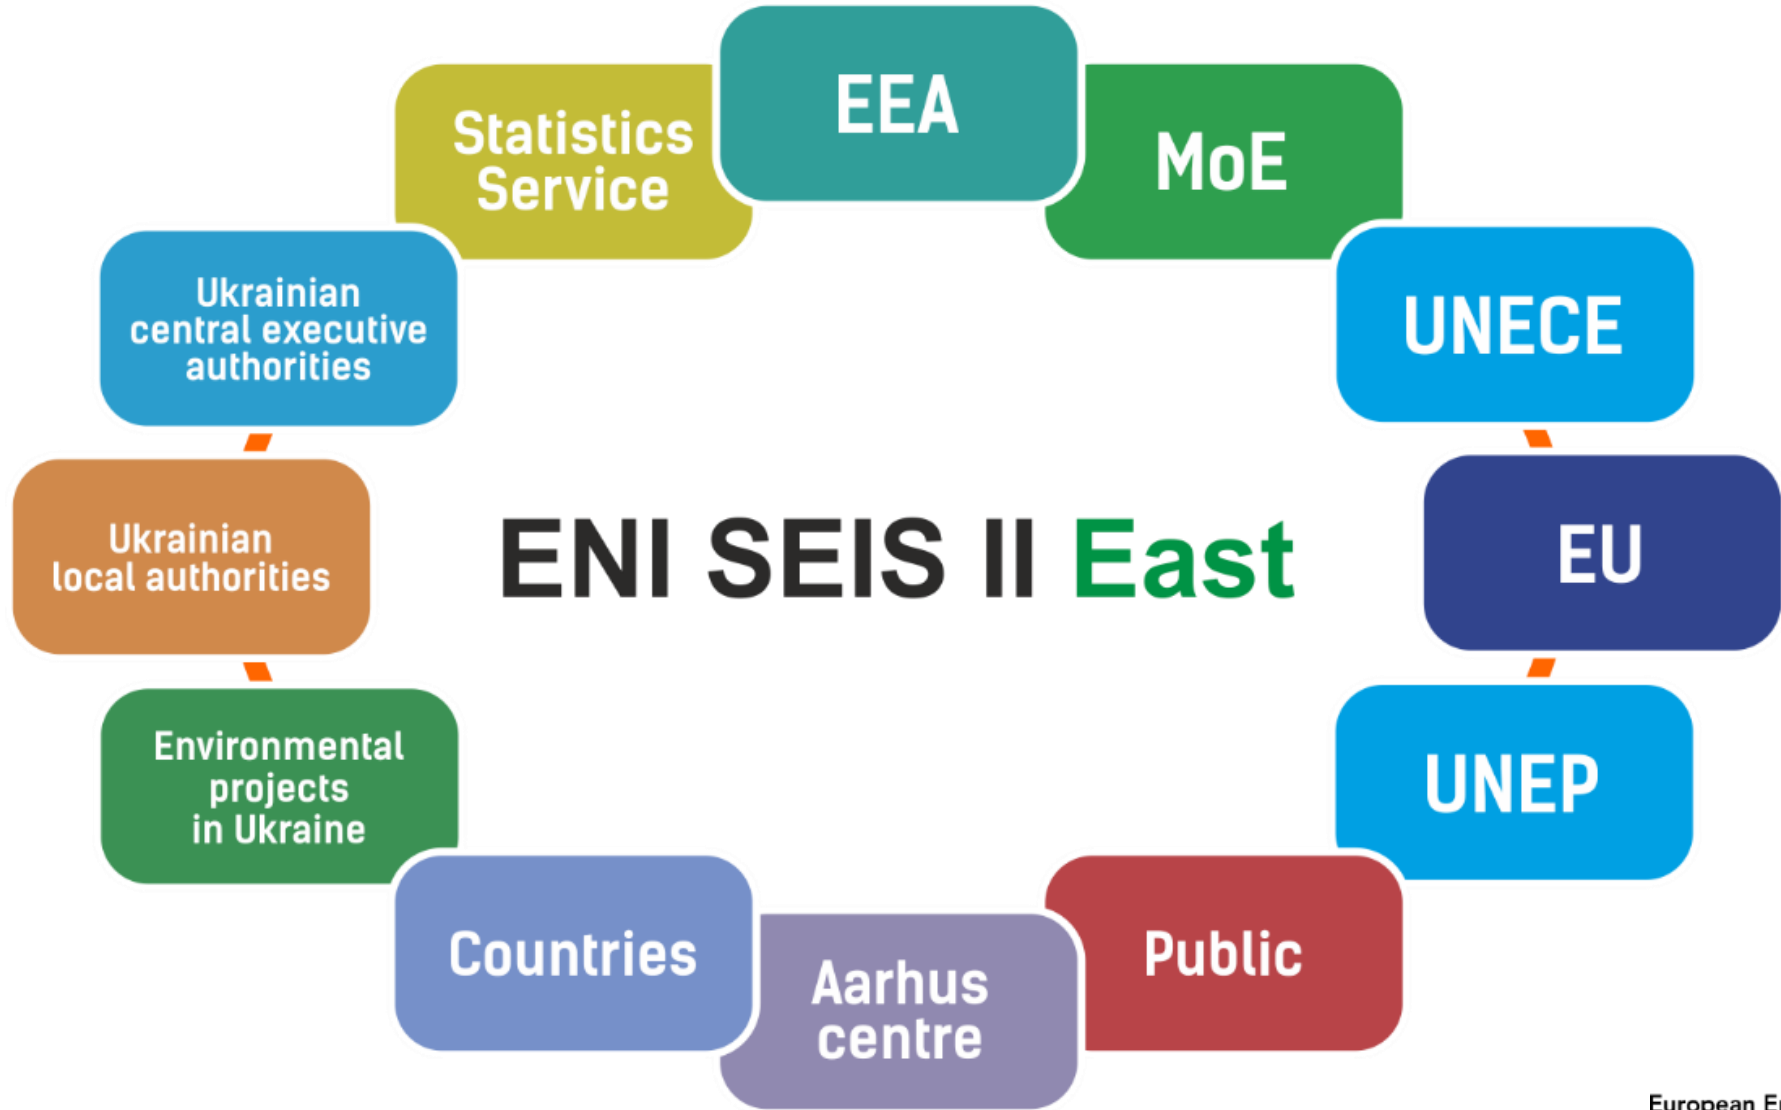 EEA
Statistics
Service
MoE
Ukrainian
central executive
authorities
UNECE
Ukrainian
local authorities
ENI SEIS II East
EU
Environmental
projects
in Ukraine
UNEP
Countries
Aarhus
centre
Public
European